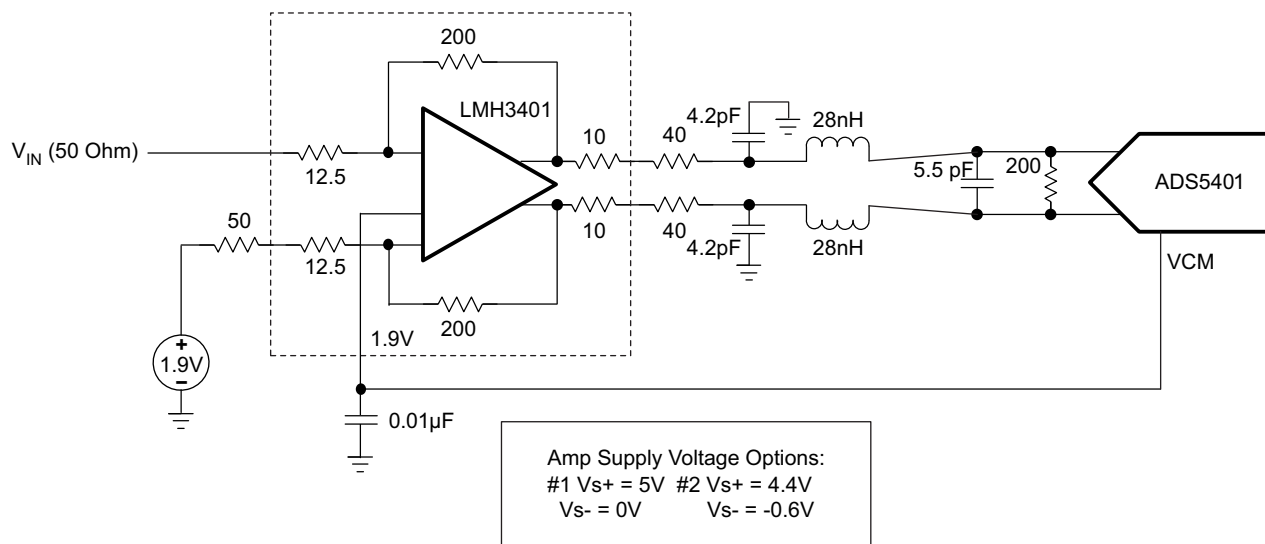 200
LMH3401
V_IN (50 Ohm)
12.5
10
40
4.2pF
28nH
5.5 pF
200
ADS5401
50
12.5
10
40
4.2pF
28nH
VCM
200
1.9V
+
1.9V
−
0.01µF
Amp Supply Voltage Options:
#1 Vs+ = 5V #2 Vs+ = 4.4V
Vs- = 0V Vs- = -0.6V